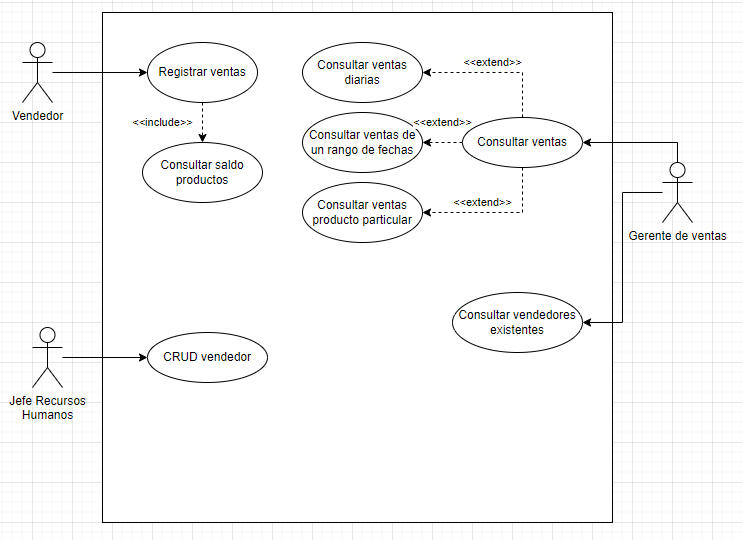 Vendedor
Registrar ventas
<<include>>
Consultar saldo
productos
Consultar ventas
diarias
<<extend>>
Consultar ventas de
un rango de fechas
<<extend>>
Consultar ventas
Consultar ventas
producto particular
<<extend>>
Gerente de ventas
Consultar vendedores
existentes
CRUD vendedor
Jefe Recursos
Humanos